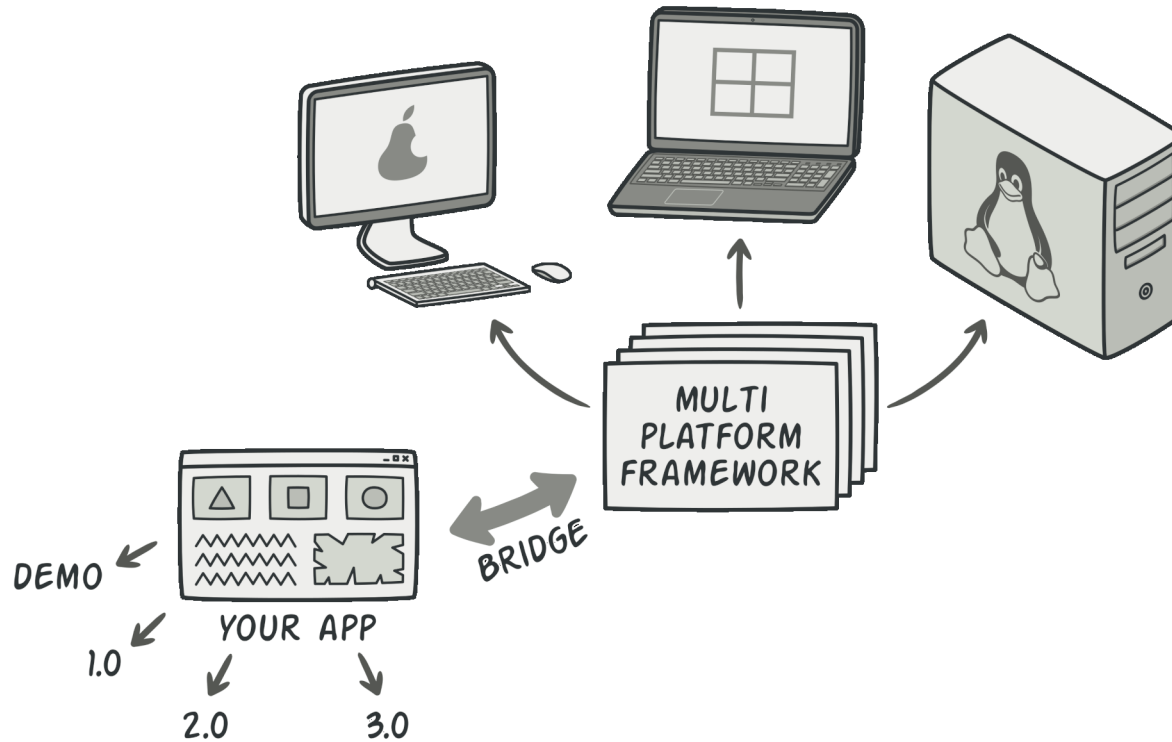 MULTI
PLATFORM
FRAMEWORK
BRIDGE
DEMO
YOUR APP
1.0
2.0
3.0